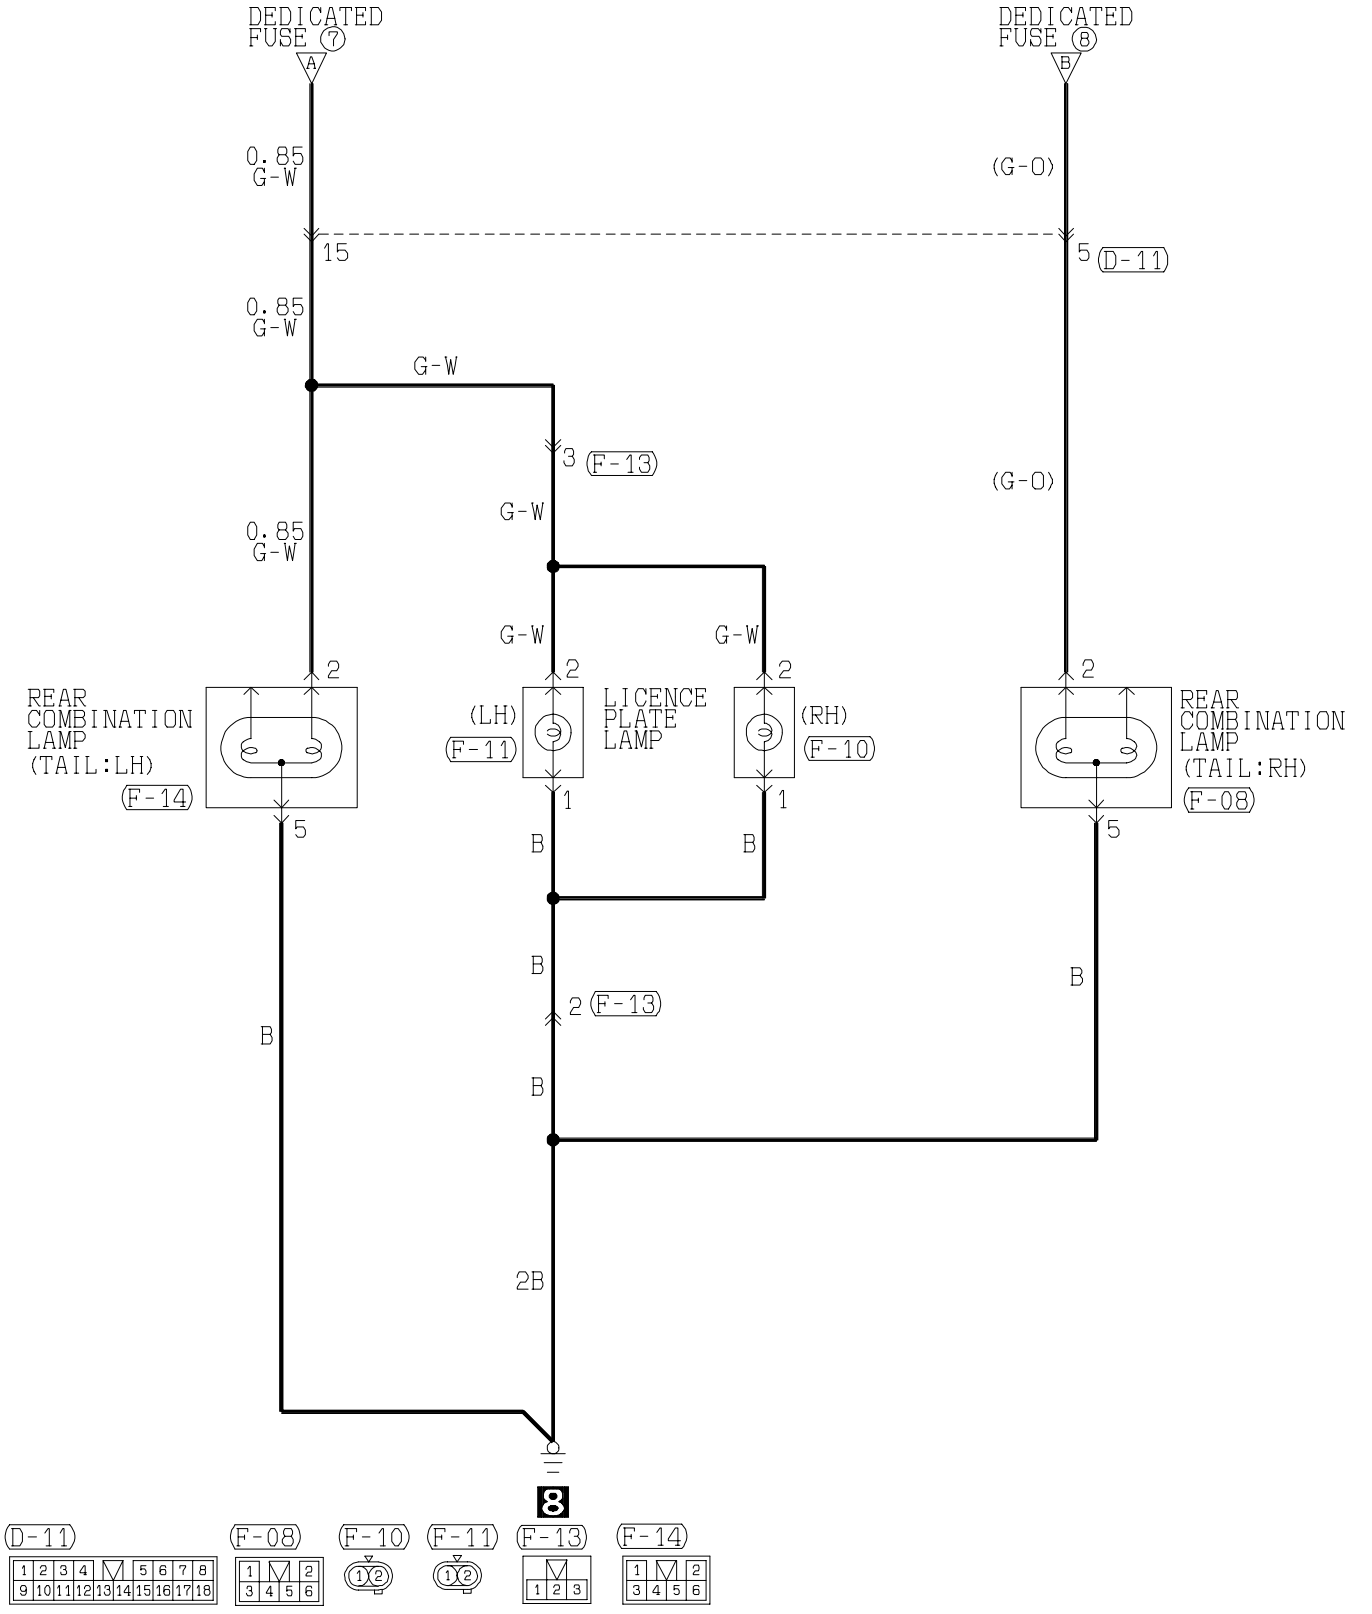 DEDICATED
FUSE 7
A
DEDICATED
FUSE 8
B
0.85
G-W
(G-O)
15
5 (D-11)
0.85
G-W
G-W
3 (F-13)
(G-O)
G-W
0.85
G-W
G-W
G-W
2
2
2
2
REAR
COMBINATION
LAMP
(TAIL:LH)
(F-14)
(LH)
(F-11)
LICENCE
PLATE
LAMP
(RH)
(F-10)
REAR
COMBINATION
LAMP
(TAIL:RH)
(F-08)
5
1
1
5
B
B
B
B
2 (F-13)
B
B
2B
8
(D-11)
1 2 3 4 5 6 7 8
9 10 11 12 13 14 15 16 17 18
(F-08)
1 2
3 4 5 6
(F-10)
1 2
(F-11)
1 2
(F-13)
1 2 3
(F-14)
1 2
3 4 5 6